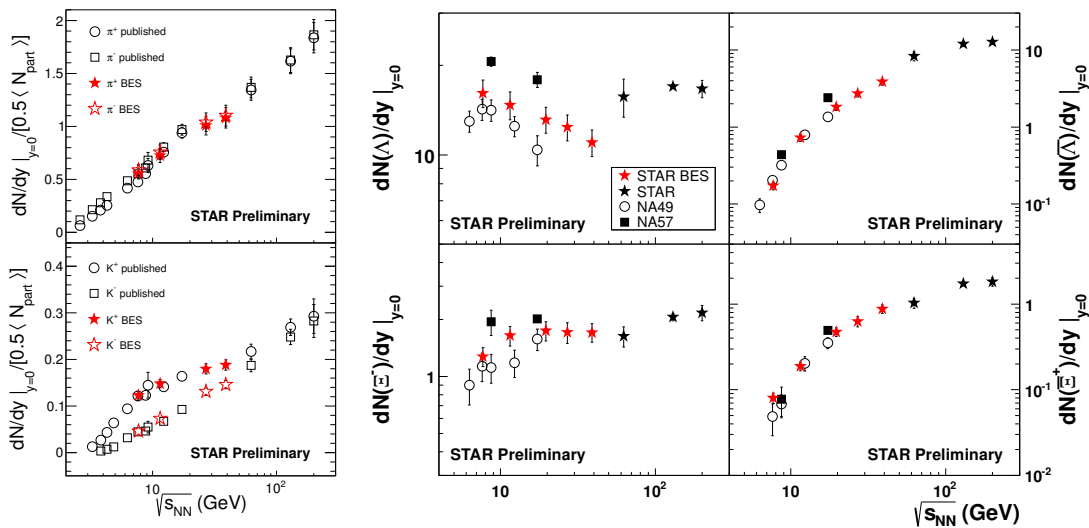 dN/dy |y=0/[0.5⟨ N_part ⟩]
2
1.5
1
0.5
0
π+ published
π- published
π+ BES
π- BES
STAR Preliminary
dN/dy |y=0/[0.5⟨ N_part ⟩]
0.4
0.3
0.2
0.1
0
K+ published
K- published
K+ BES
K- BES
STAR Preliminary
10
10²
√sNN (GeV)
dN(Λ)/dy |y=0
10
STAR BES
STAR
NA49
NA57
STAR Preliminary
dN(Λ̅)/dy |y=0
10
1
10⁻¹
STAR Preliminary
dN(Ξ-)/dy |y=0
1
STAR Preliminary
10
10²
dN(Ξ̅+)/dy |y=0
1
10⁻¹
10⁻²
STAR Preliminary
10
10²
√sNN (GeV)